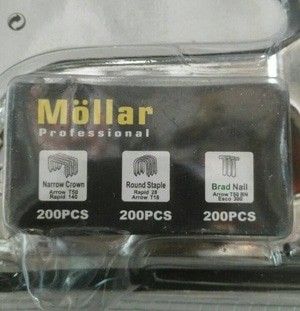 Möllar
Professional
Narrow Crown
Arrow T50
Rapid 140
200PCS
Round Staple
Rapid 28
Arrow T18
200PCS
Brad Nail
Arrow T50 BN
Esco 300
200PCS